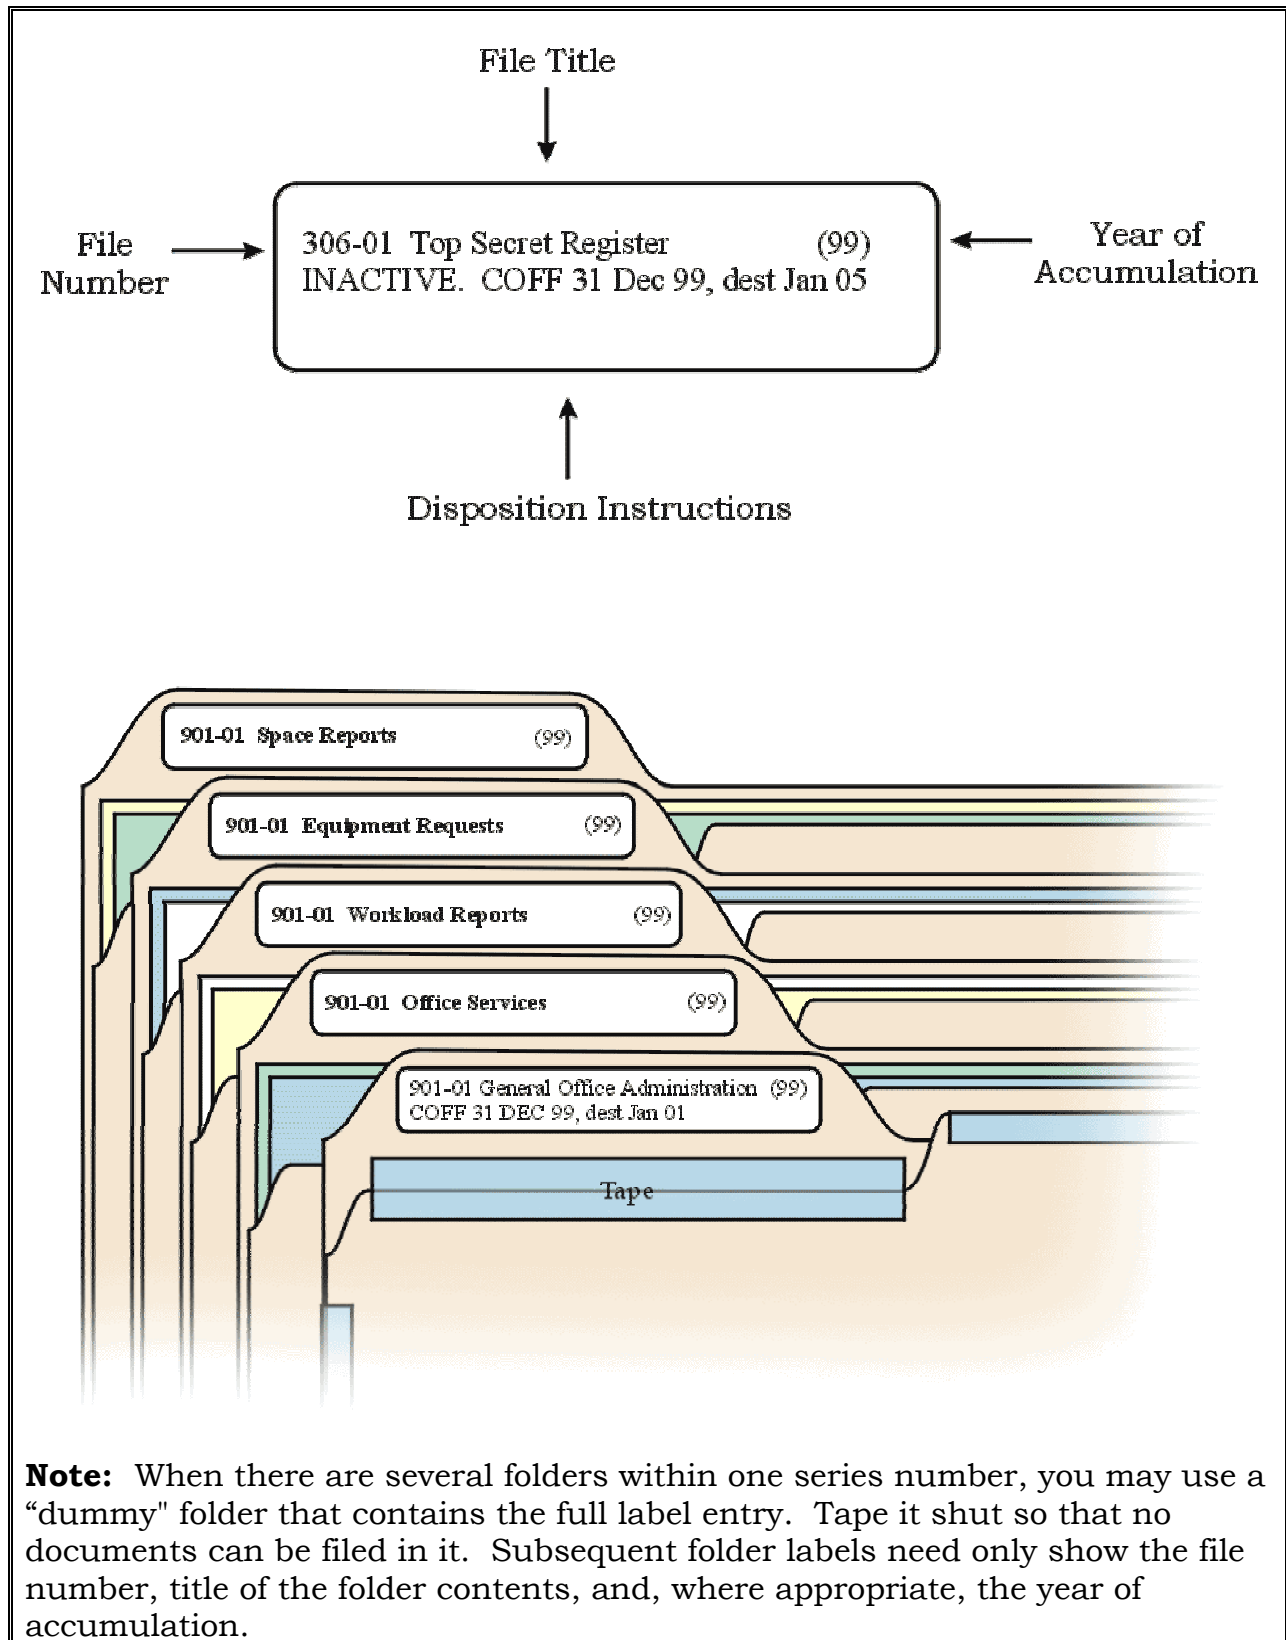 File Title
File
Number
306-01 Top Secret Register (99)
INACTIVE. COFF 31 Dec 99, dest Jan 05
Year of
Accumulation
Disposition Instructions
901-01 Space Reports (99)
901-01 Equipment Requests (99)
901-01 Workload Reports (99)
901-01 Office Services (99)
901-01 General Office Administration (99)
COFF 31 DEC 99, dest Jan 01
Tape
Note: When there are several folders within one series number, you may use a
“dummy" folder that contains the full label entry. Tape it shut so that no
documents can be filed in it. Subsequent folder labels need only show the file
number, title of the folder contents, and, where appropriate, the year of
accumulation.